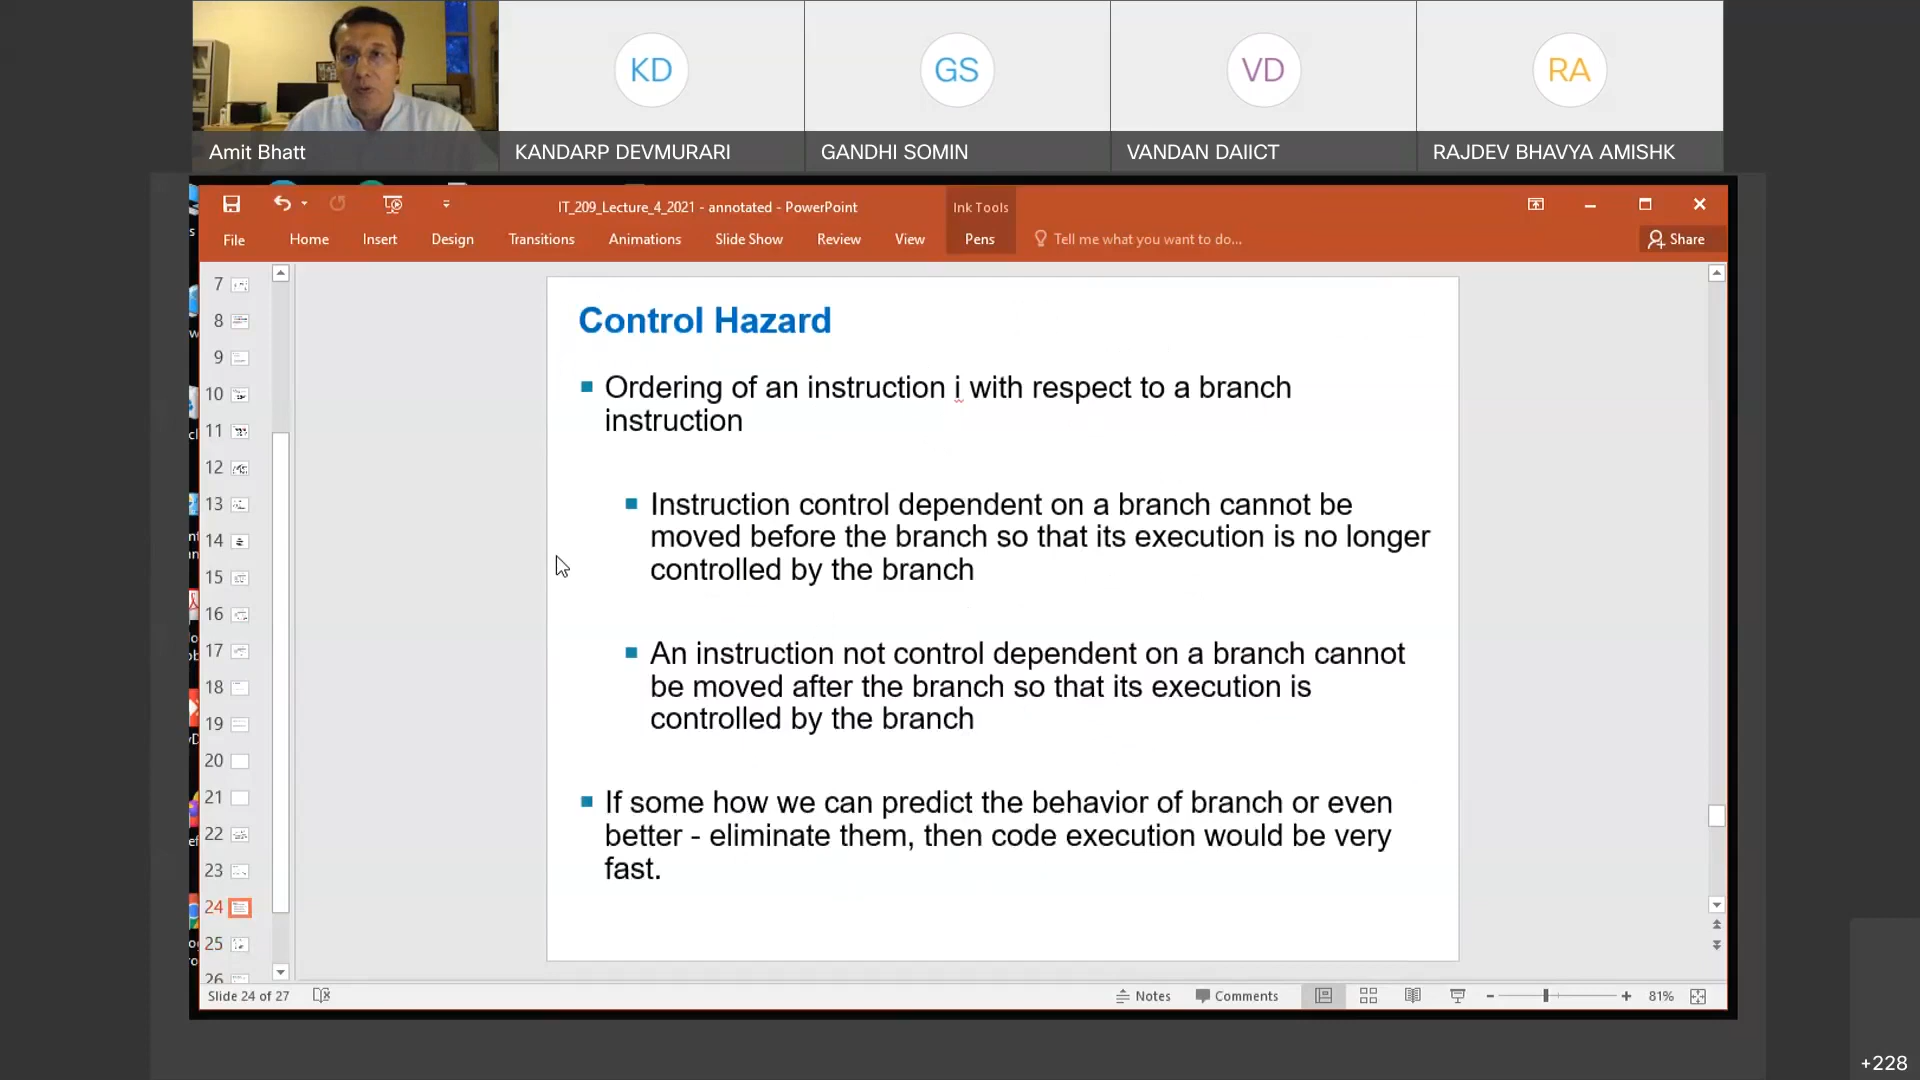 KD
GS
VD
RA
Amit Bhatt
KANDARP DEVMURARI
GANDHI SOMIN
VANDAN DAIICT
RAJDEV BHAVYA AMISHK
IT_209_Lecture_4_2021 - annotated - PowerPoint
Ink Tools
File
Home
Insert
Design
Transitions
Animations
Slide Show
Review
View
Pens
Tell me what you want to do...
Share
7
8
9
10
11
12
13
14
15
16
17
18
19
20
21
22
23
24
25
26
Control Hazard
Ordering of an instruction i with respect to a branch
instruction
Instruction control dependent on a branch cannot be
moved before the branch so that its execution is no longer
controlled by the branch
An instruction not control dependent on a branch cannot
be moved after the branch so that its execution is
controlled by the branch
If some how we can predict the behavior of branch or even
better - eliminate them, then code execution would be very
fast.
Slide 24 of 27
Notes
Comments
81%
+228